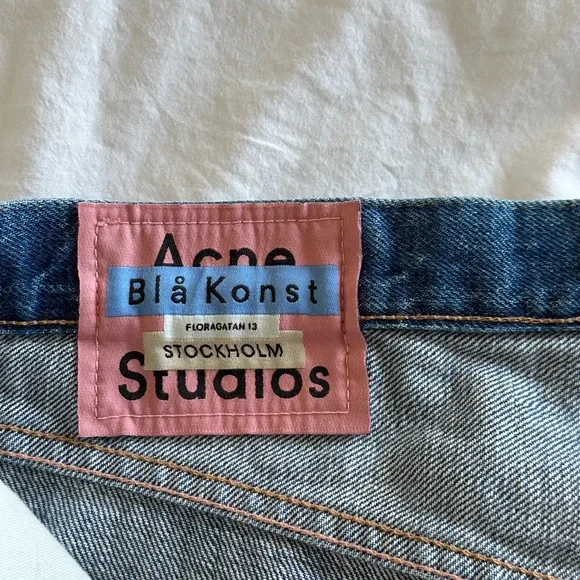 Acne
Blå Konst
FLORAGATAN 13
STOCKHOLM
Studios